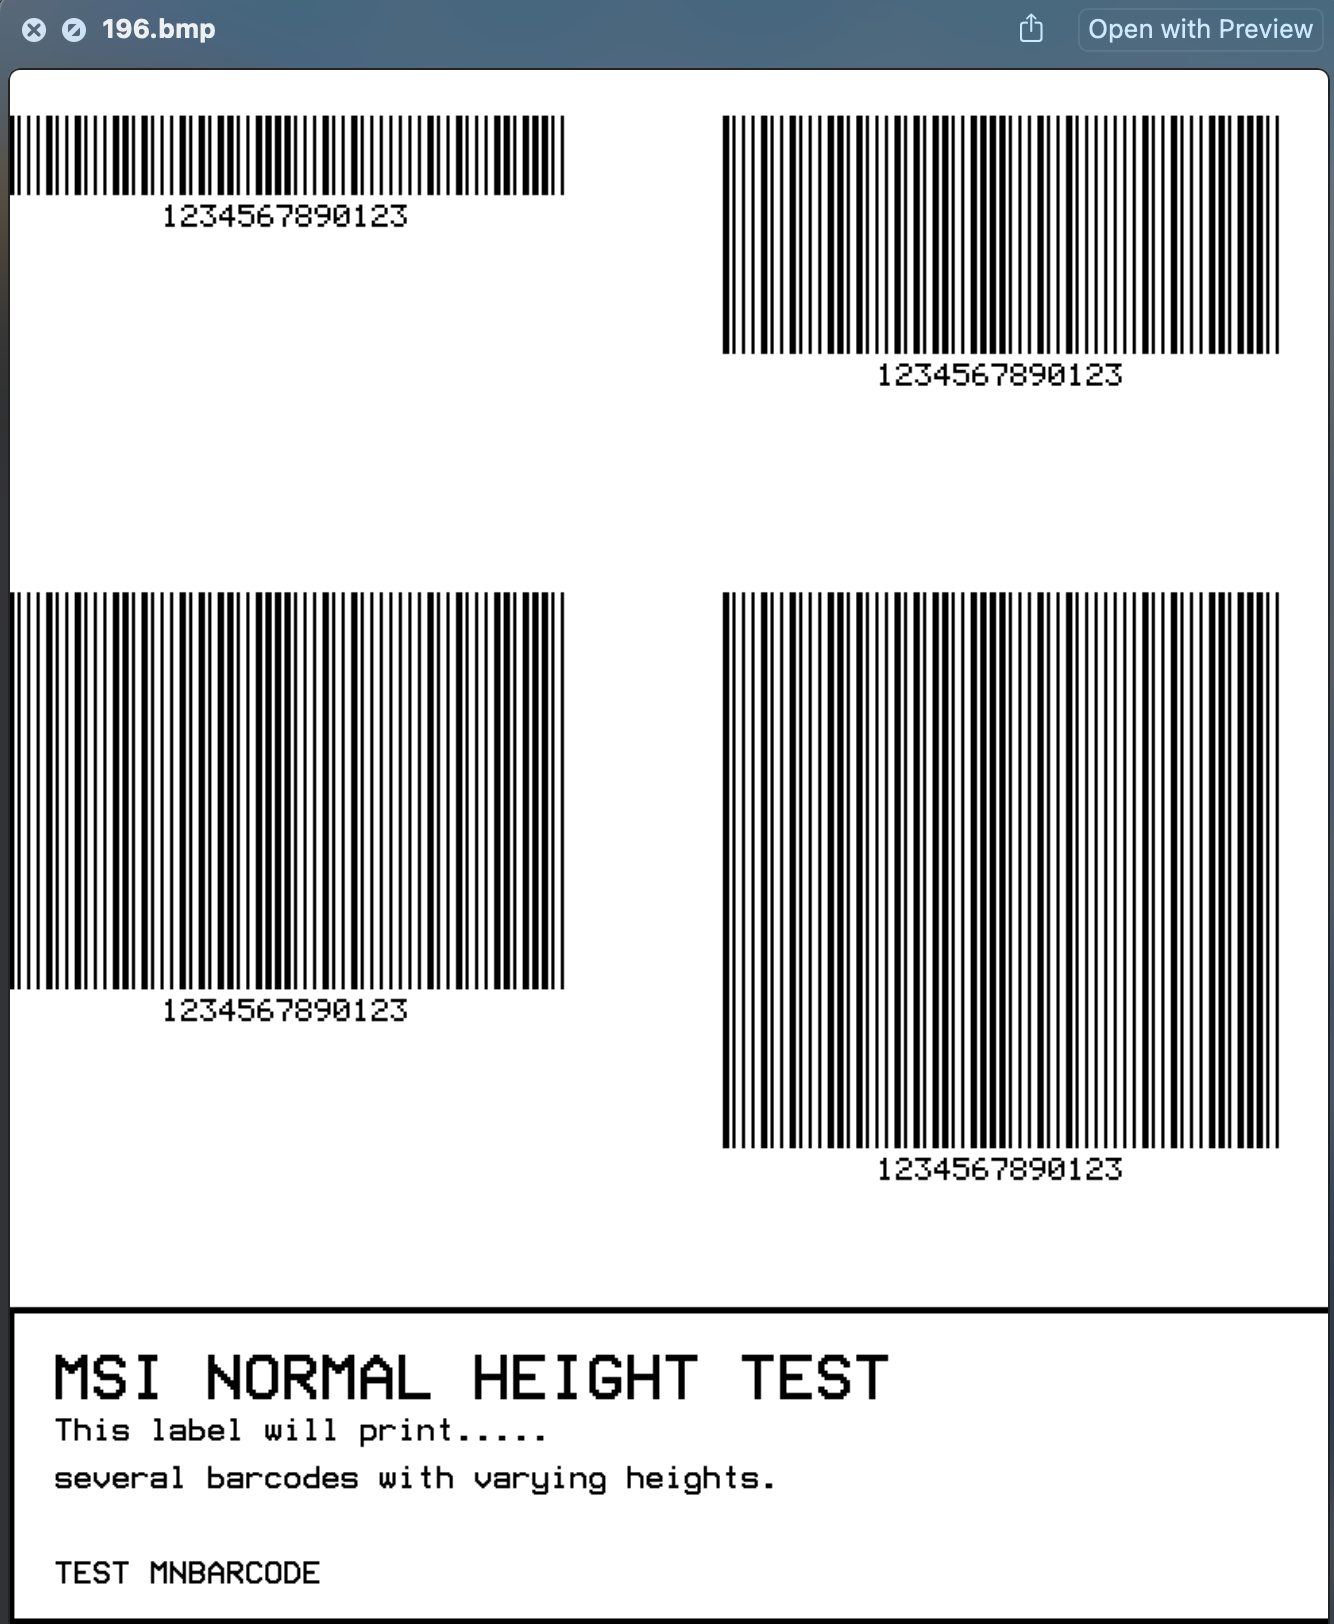 196.bmp
Open with Preview
1234567890123
1234567890123
1234567890123
1234567890123
MSI NORMAL HEIGHT TEST
This label will print.....
several barcodes with varying heights.
TEST MNBARCODE